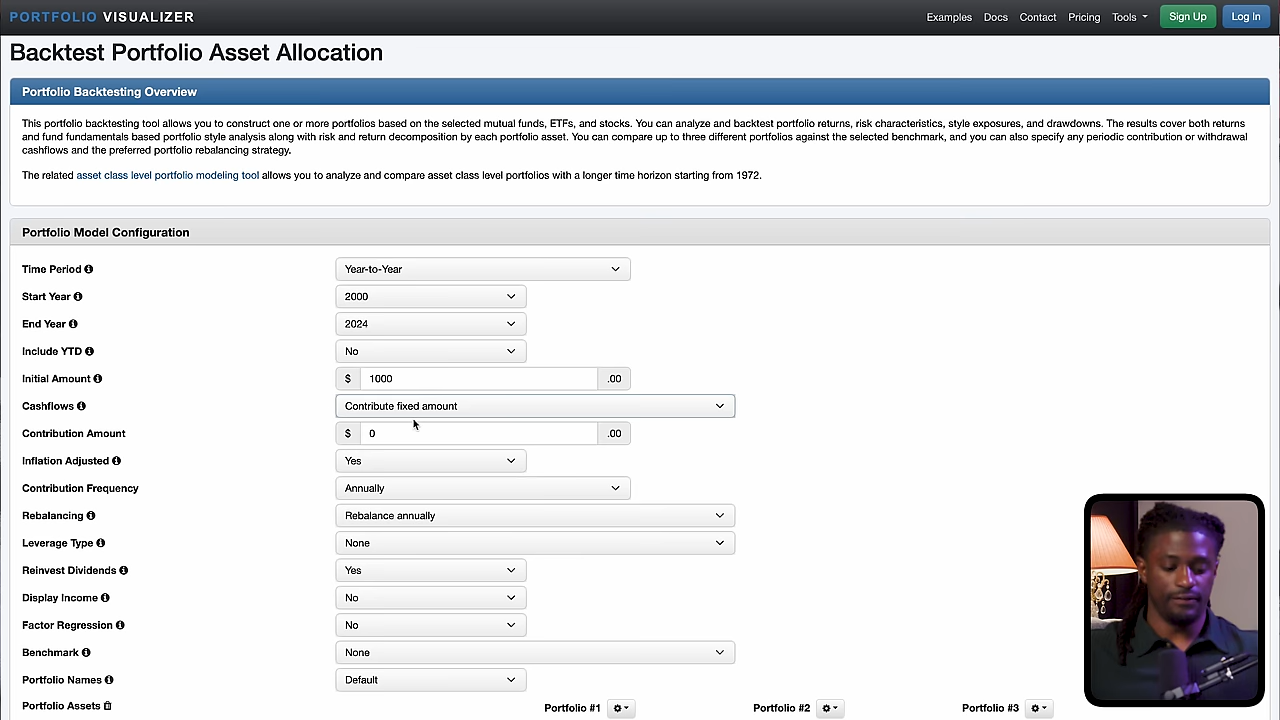 PORTFOLIO VISUALIZER
Examples Docs Contact Pricing Tools Sign Up Log In
Backtest Portfolio Asset Allocation
Portfolio Backtesting Overview
This portfolio backtesting tool allows you to construct one or more portfolios based on the selected mutual funds, ETFs, and stocks. You can analyze and backtest portfolio returns, risk characteristics, style exposures, and drawdowns. The results cover both returns
and fund fundamentals based portfolio style analysis along with risk and return decomposition by each portfolio asset. You can compare up to three different portfolios against the selected benchmark, and you can also specify any periodic contribution or withdrawal
cashflows and the preferred portfolio rebalancing strategy.
The related asset class level portfolio modeling tool allows you to analyze and compare asset class level portfolios with a longer time horizon starting from 1972.
Portfolio Model Configuration
Time Period Year-to-Year
Start Year 2000
End Year 2024
Include YTD No
Initial Amount $ 1000 .00
Cashflows Contribute fixed amount
Contribution Amount $ 0 .00
Inflation Adjusted Yes
Contribution Frequency Annually
Rebalancing Rebalance annually
Leverage Type None
Reinvest Dividends Yes
Display Income No
Factor Regression No
Benchmark None
Portfolio Names Default
Portfolio Assets Portfolio #1 Portfolio #2 Portfolio #3